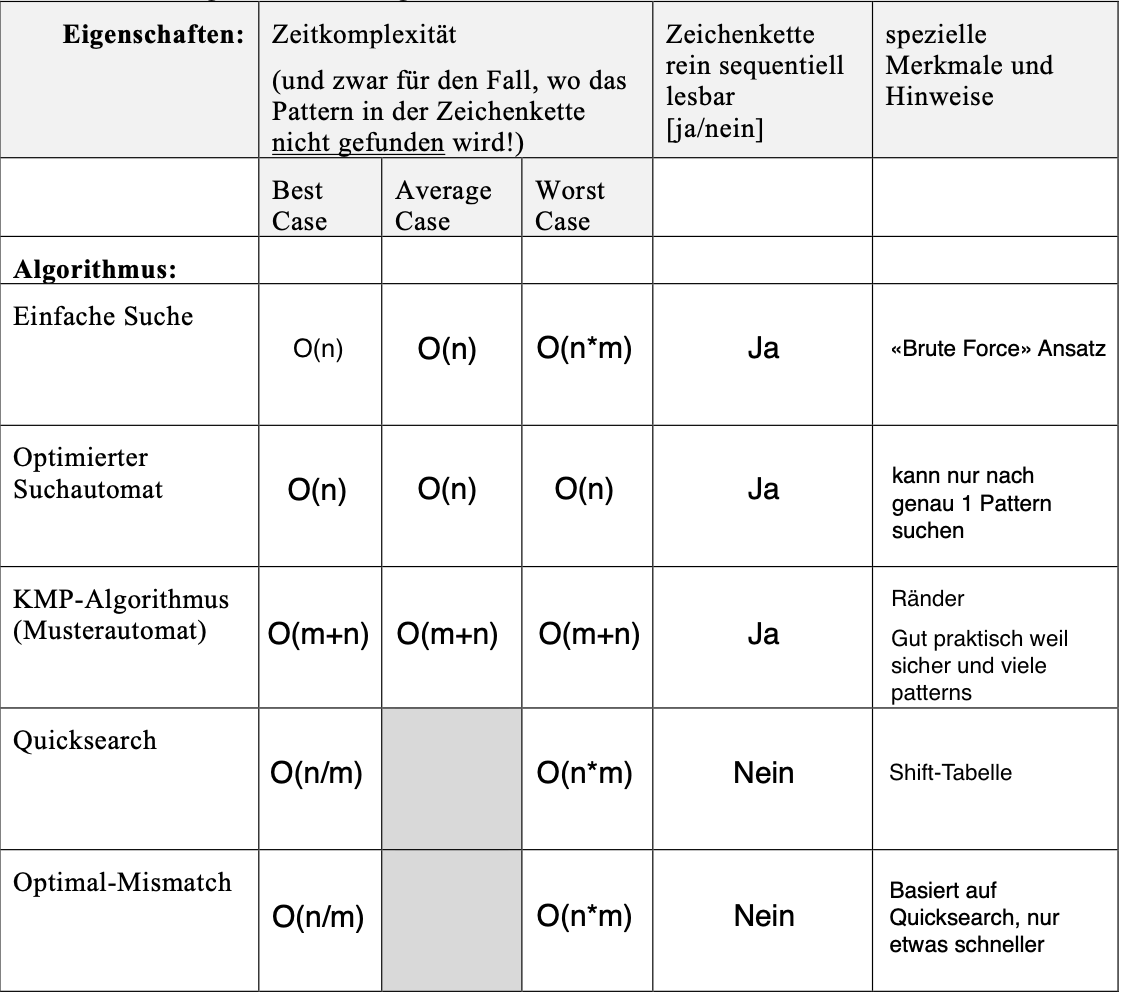 Eigenschaften:
Zeitkomplexität
(und zwar für den Fall, wo das
Pattern in der Zeichenkette
nicht gefunden wird!)
Zeichenkette
rein sequentiell
lesbar
[ja/nein]
spezielle
Merkmale und
Hinweise
Best
Case
Average
Case
Worst
Case
Algorithmus:
Einfache Suche
O(n)
O(n)
O(n*m)
Ja
«Brute Force» Ansatz
Optimierter
Suchautomat
O(n)
O(n)
O(n)
Ja
kann nur nach
genau 1 Pattern
suchen
KMP-Algorithmus
(Musterautomat)
O(m+n)
O(m+n)
O(m+n)
Ja
Ränder
Gut praktisch weil
sicher und viele
patterns
Quicksearch
O(n/m)
O(n*m)
Nein
Shift-Tabelle
Optimal-Mismatch
O(n/m)
O(n*m)
Nein
Basiert auf
Quicksearch, nur
etwas schneller